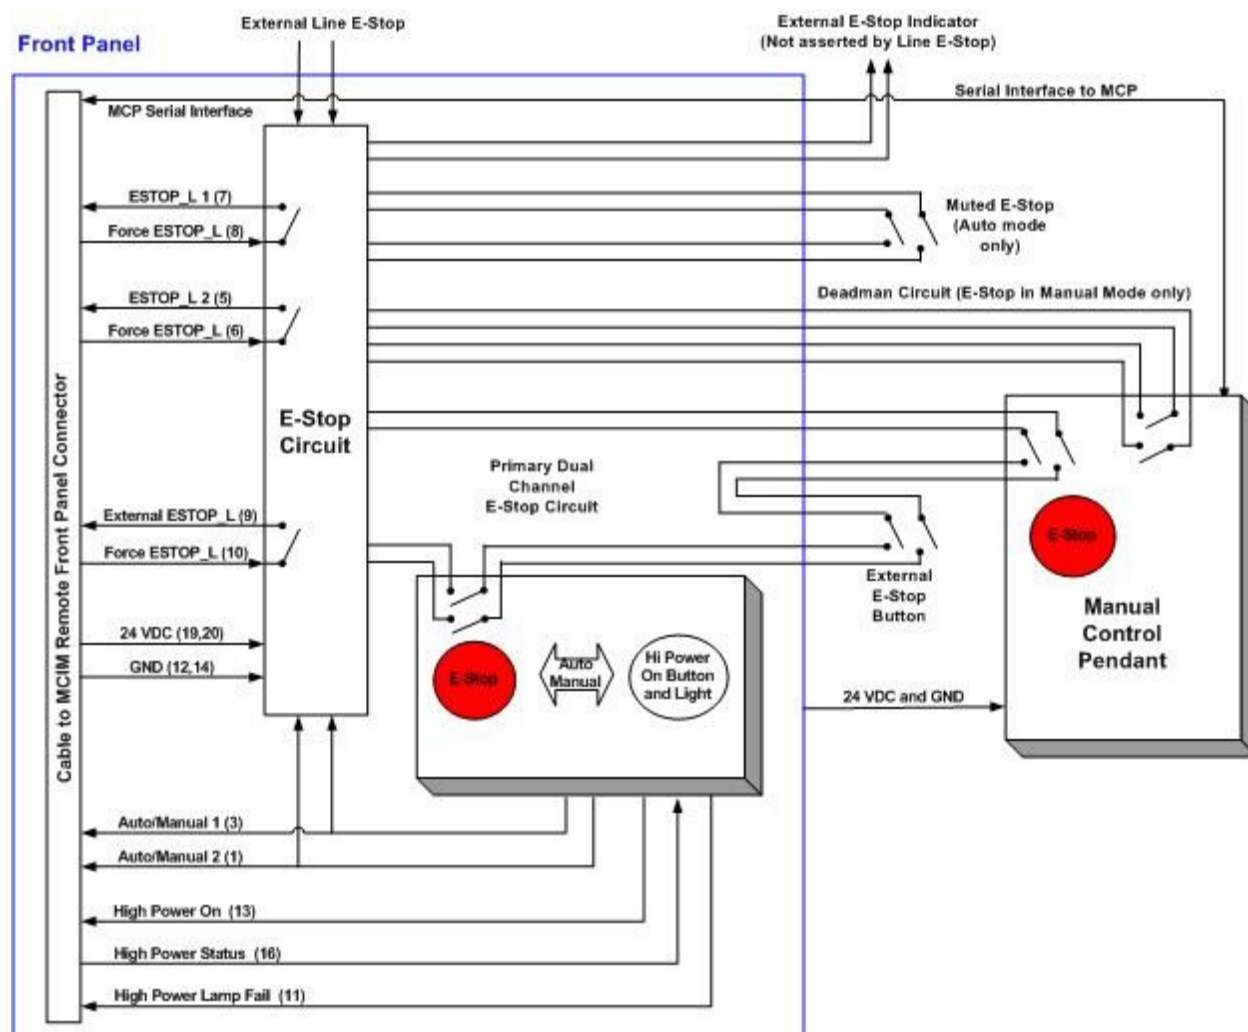 External Line E-Stop
External E-Stop Indicator
(Not asserted by Line E-Stop)
Front Panel
Serial Interface to MCP
MCP Serial Interface
ESTOP_L 1 (7)
Force ESTOP_L (8)
Muted E-Stop
(Auto mode
only)
ESTOP_L 2 (5)
Force ESTOP_L (6)
Deadman Circuit (E-Stop in Manual Mode only)
Cable to MCIM Remote Front Panel Connector
E-Stop
Circuit
Primary Dual
Channel
E-Stop Circuit
External ESTOP_L (9)
Force ESTOP_L (10)
E-Stop
External
E-Stop
Button
Manual
Control
Pendant
24 VDC (19,20)
GND (12,14)
E-Stop
Auto
Manual
Hi Power
On Button
and Light
24 VDC and GND
Auto/Manual 1 (3)
Auto/Manual 2 (1)
High Power On (13)
High Power Status (16)
High Power Lamp Fail (11)